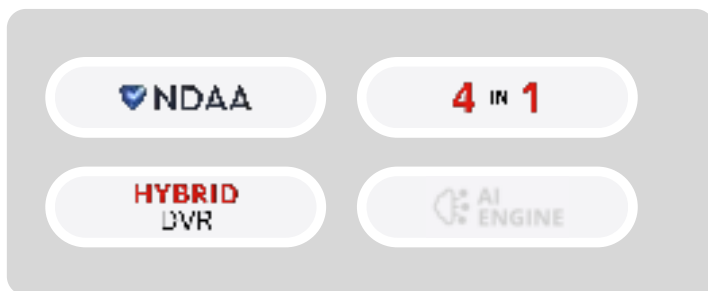 NDAA
4 IN 1
HYBRID
DVR
AI
ENGINE